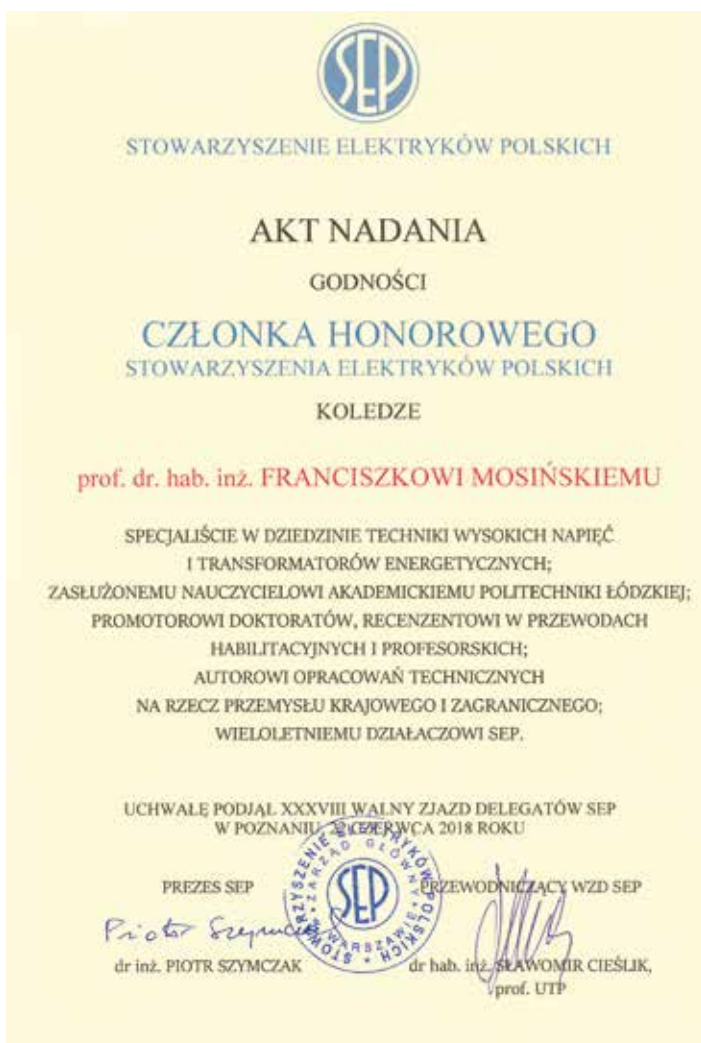 SEP
STOWARZYSZENIE ELEKTRYKÓW POLSKICH
AKT NADANIA
GODNOŚCI
CZŁONKA HONOROWEGO
STOWARZYSZENIA ELEKTRYKÓW POLSKICH
KOLEDZE
prof. dr. hab. inż. FRANCISZKOWI MOSIŃSKIEMU
SPECJALIŚCIE W DZIEDZINIE TECHNIKI WYSOKICH NAPIĘĆ
I TRANSFORMATORÓW ENERGETYCZNYCH;
ZASŁUŻONEMU NAUCZYCIELOWI AKADEMICKIEMU POLITECHNIKI ŁÓDZKIEJ;
PROMOTOROWI DOKTORATÓW, RECENZENTOWI W PRZEWODACH
HABILITACYJNYCH I PROFESORSKICH;
AUTOROWI OPRACOWAŃ TECHNICZNYCH
NA RZECZ PRZEMYSŁU KRAJOWEGO I ZAGRANICZNEGO;
WIELOLETNIEMU DZIAŁACZOWI SEP.
UCHWAŁĘ PODJĄŁ XXXVIII WALNY ZJAZD DELEGATÓW SEP
W POZNANIU, 22 CZERWCA 2018 ROKU
STOWARZYSZENIE ELEKTRYKÓW POLSKICH
ZARZĄD GŁÓWNY
W WARSZAWIE
SEP
PREZES SEP
PRZEWODNICZĄCY WZD SEP
Piotr Szymczak
dr inż. PIOTR SZYMCZAK
dr hab. inż. SŁAWOMIR CIEŚLIK,
prof. UTP